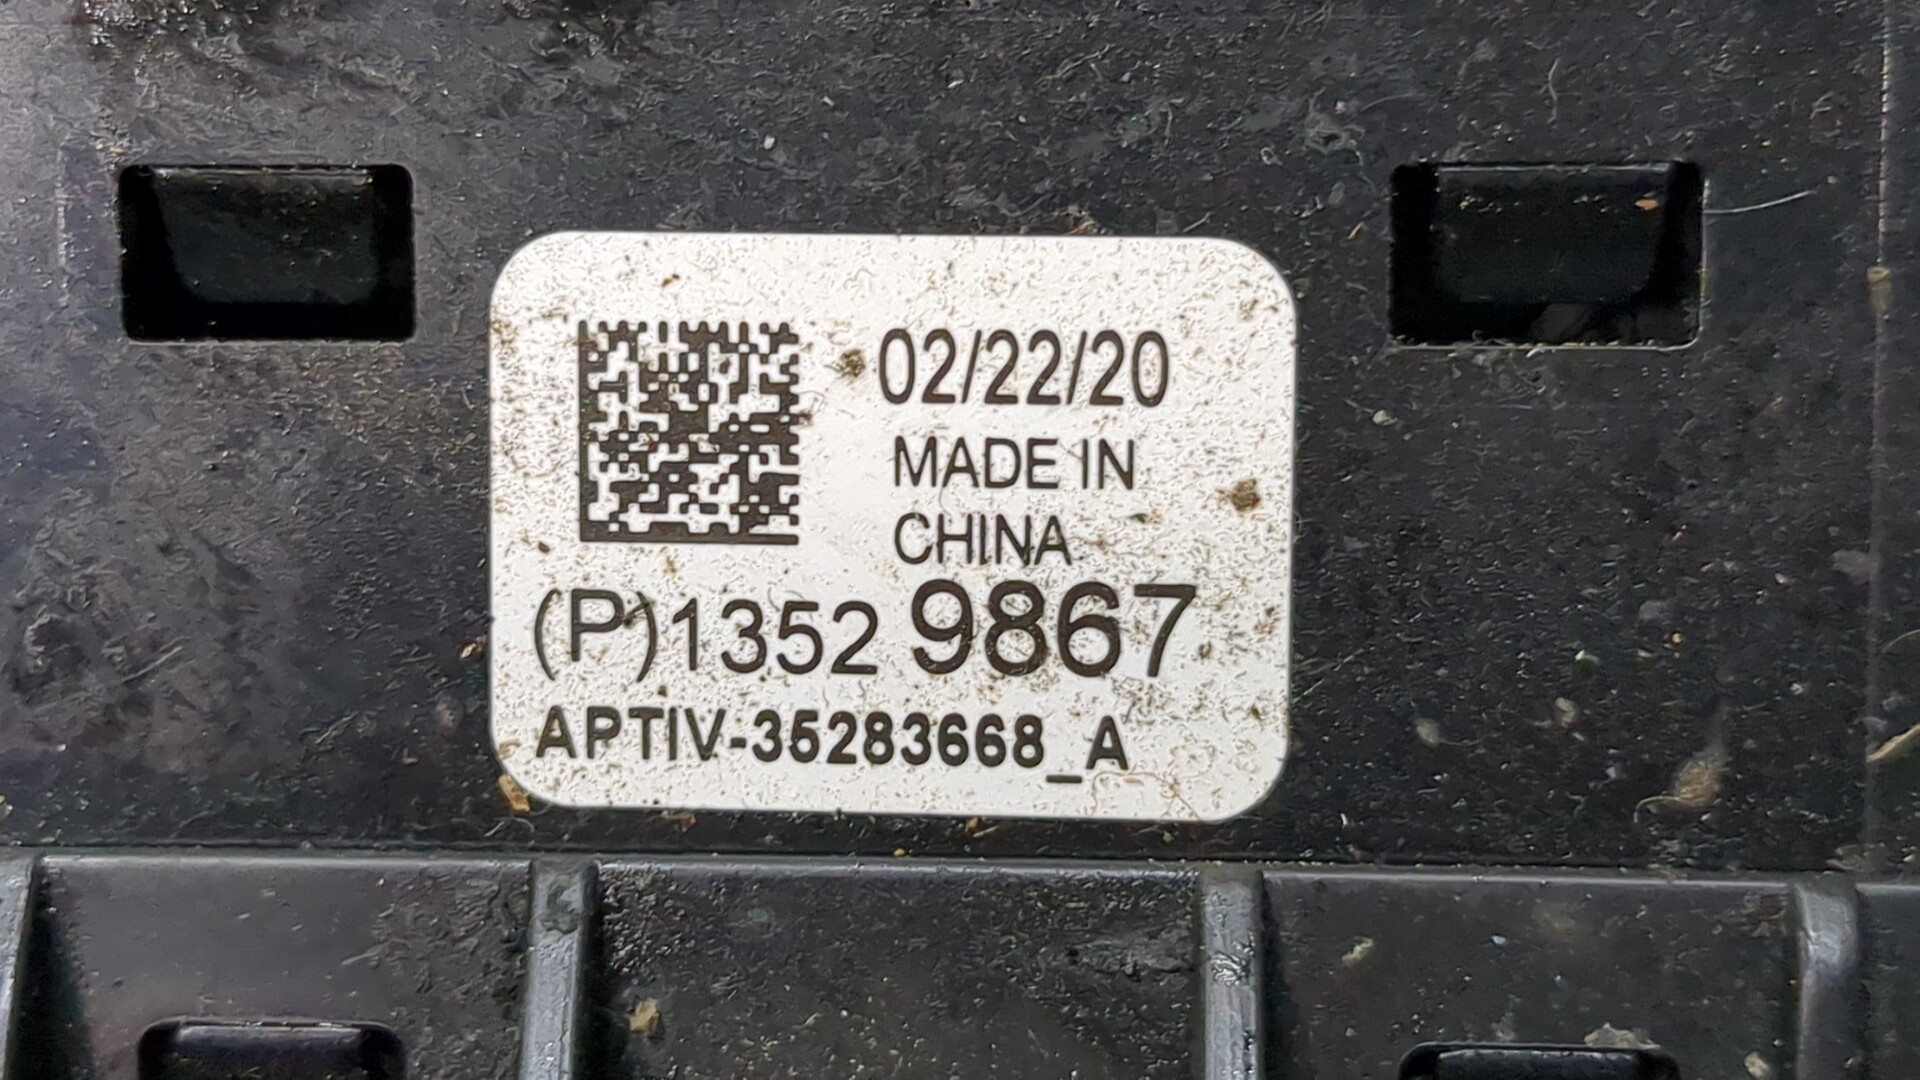 02/22/20
MADE IN
CHINA
(P)1352 9867
APTIV-35283668_A